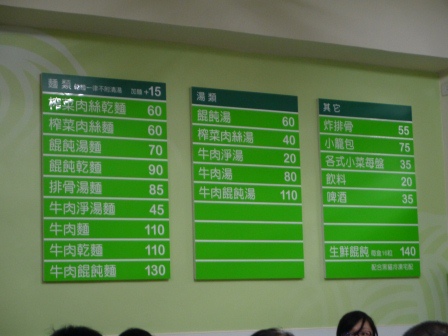 麵類 加麵+15
榨菜肉絲乾麵 60
榨菜肉絲麵 60
餛飩湯麵 70
餛飩乾麵 90
排骨湯麵 85
牛肉淨湯麵 45
牛肉麵 110
牛肉乾麵 110
牛肉餛飩麵 130
湯類
餛飩湯 60
榨菜肉絲湯 40
牛肉淨湯 20
牛肉湯 80
牛肉餛飩湯 110
其它
炸排骨 55
小籠包 75
各式小菜每盤 35
飲料 20
啤酒 35
生鮮餛飩 140